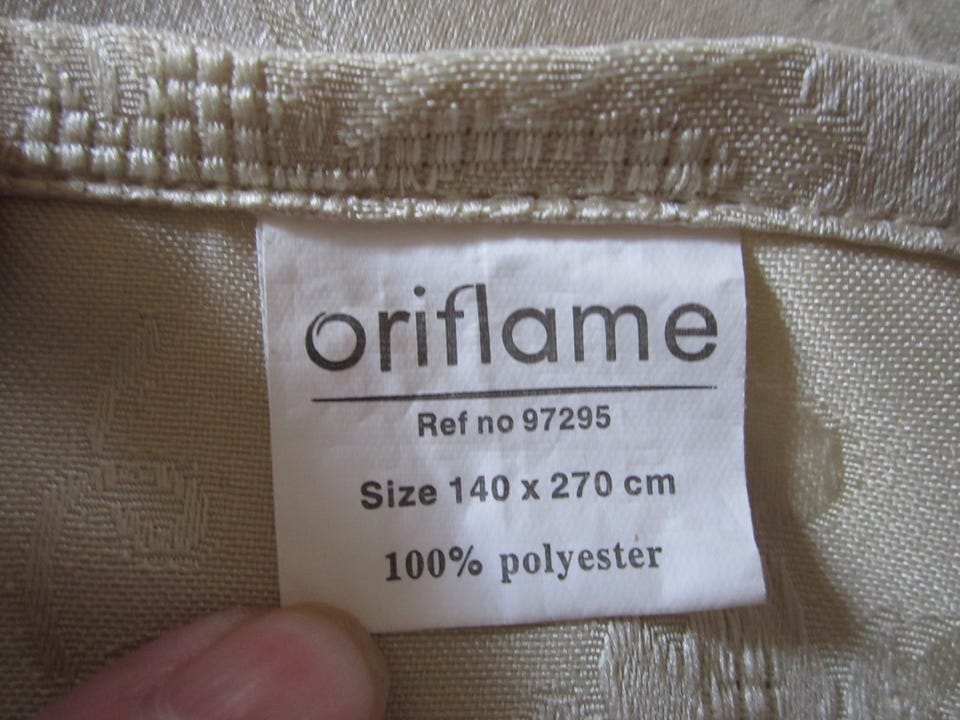 oriflame
Ref no 97295
Size 140 x 270 cm
100% polyester